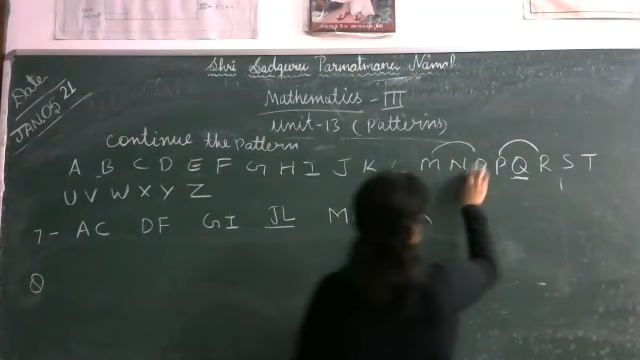 Shri Sadguru Parmatmane Namah
Date
JAN.05.21
Mathematics - III
Unit-13 (Patterns)
continue the Pattern
A B C D E F G H I J K L M N O P Q R S T
U V W X Y Z
7- AC DF GI JL M